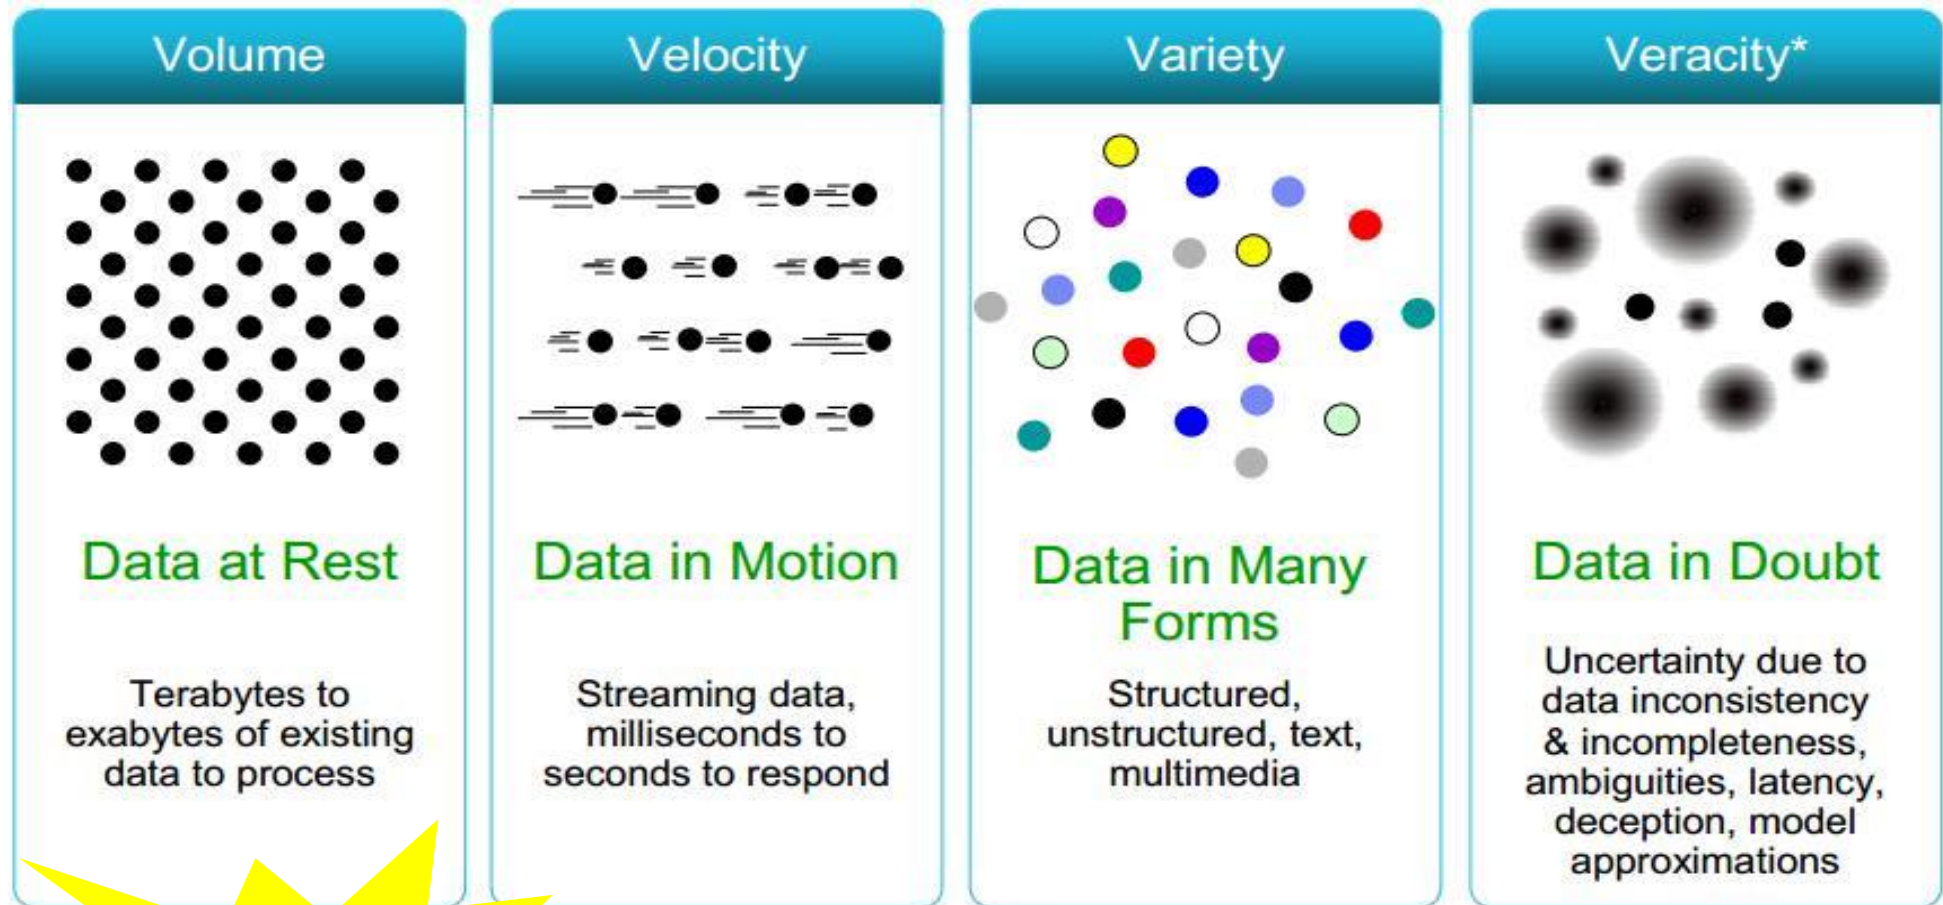 Volume
Data at Rest
Terabytes to
exabytes of existing
data to process
Velocity
Data in Motion
Streaming data,
milliseconds to
seconds to respond
Variety
Data in Many
Forms
Structured,
unstructured, text,
multimedia
Veracity*
Data in Doubt
Uncertainty due to
data inconsistency
& incompleteness,
ambiguities, latency,
deception, model
approximations